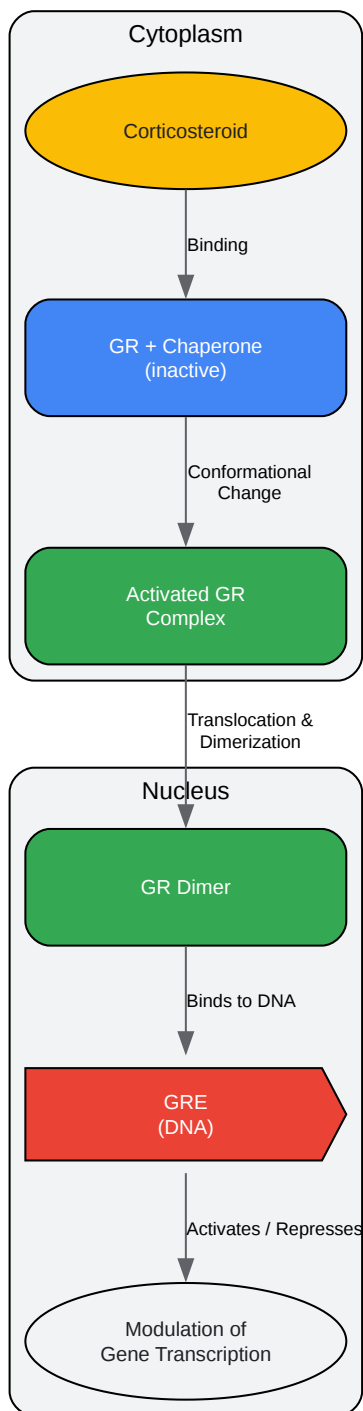 Cytoplasm
Corticosteroid
Binding
GR + Chaperone
(inactive)
Conformational
Change
Activated GR
Complex
Translocation &
Dimerization
Nucleus
GR Dimer
Binds to DNA
GRE
(DNA)
Activates / Represses
Modulation of
Gene Transcription